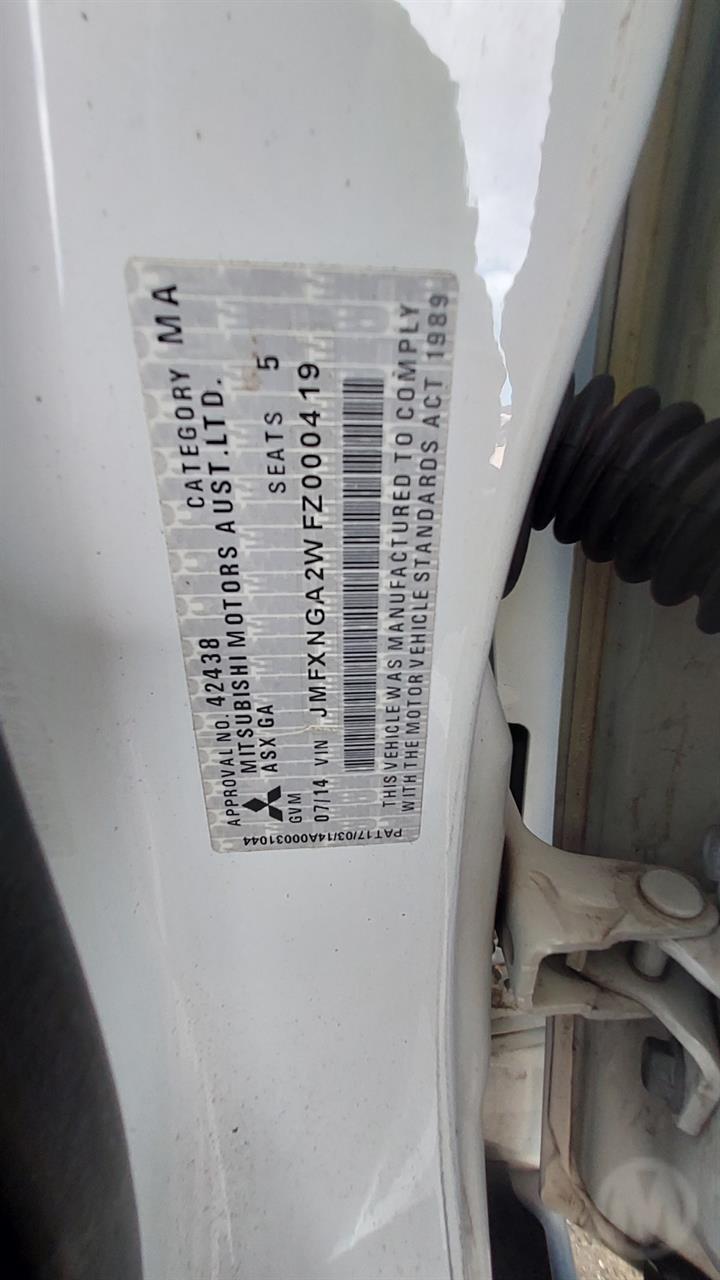 APPROVAL NO. 42438 CATEGORY MA
MITSUBISHI MOTORS AUST.LTD.
ASX GA
GVM SEATS 5
07/14 VIN JMFXNGA2WFZ000419
THIS VEHICLE WAS MANUFACTURED TO COMPLY
WITH THE MOTOR VEHICLE STANDARDS ACT 1989
PAT17/03/14A00031044
M